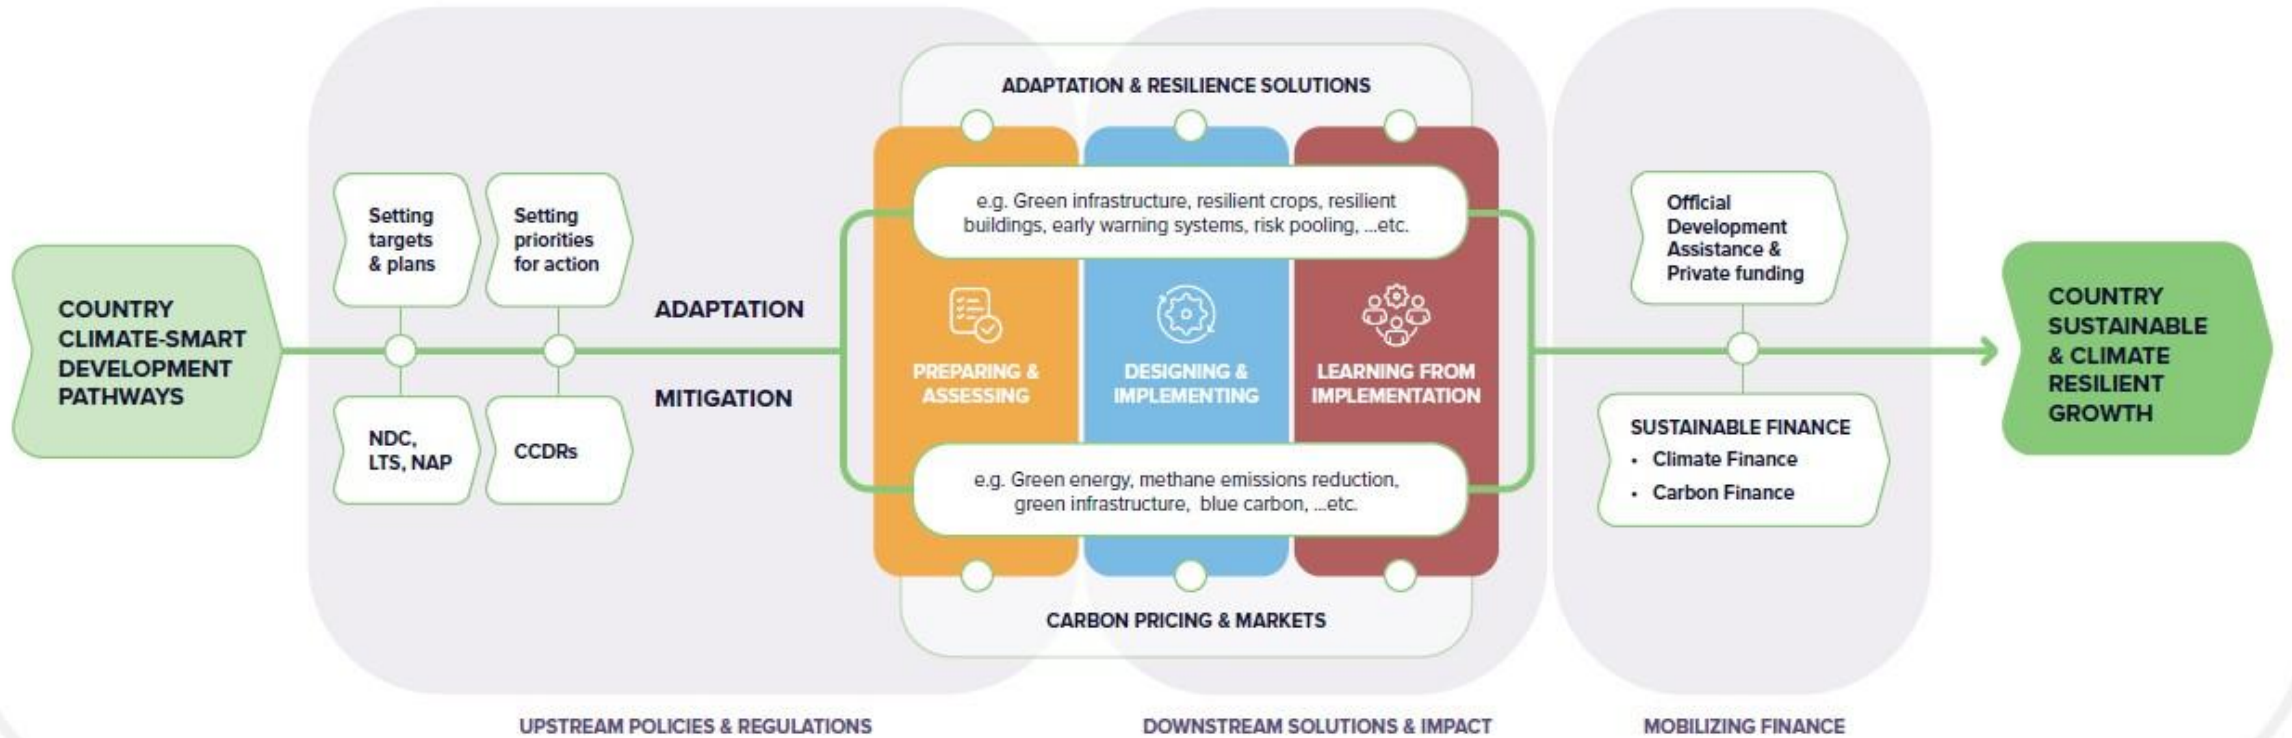 COUNTRY
CLIMATE-SMART
DEVELOPMENT
PATHWAYS
Setting
targets
& plans
Setting
priorities
for action
NDC,
LTS, NAP
CCDRs
ADAPTATION
MITIGATION
ADAPTATION & RESILIENCE SOLUTIONS
e.g. Green infrastructure, resilient crops, resilient
buildings, early warning systems, risk pooling, ...etc.
PREPARING &
ASSESSING
DESIGNING &
IMPLEMENTING
LEARNING FROM
IMPLEMENTATION
e.g. Green energy, methane emissions reduction,
green infrastructure, blue carbon, ...etc.
CARBON PRICING & MARKETS
Official
Development
Assistance &
Private funding
SUSTAINABLE FINANCE
• Climate Finance
• Carbon Finance
COUNTRY
SUSTAINABLE
& CLIMATE
RESILIENT
GROWTH
UPSTREAM POLICIES & REGULATIONS
DOWNSTREAM SOLUTIONS & IMPACT
MOBILIZING FINANCE